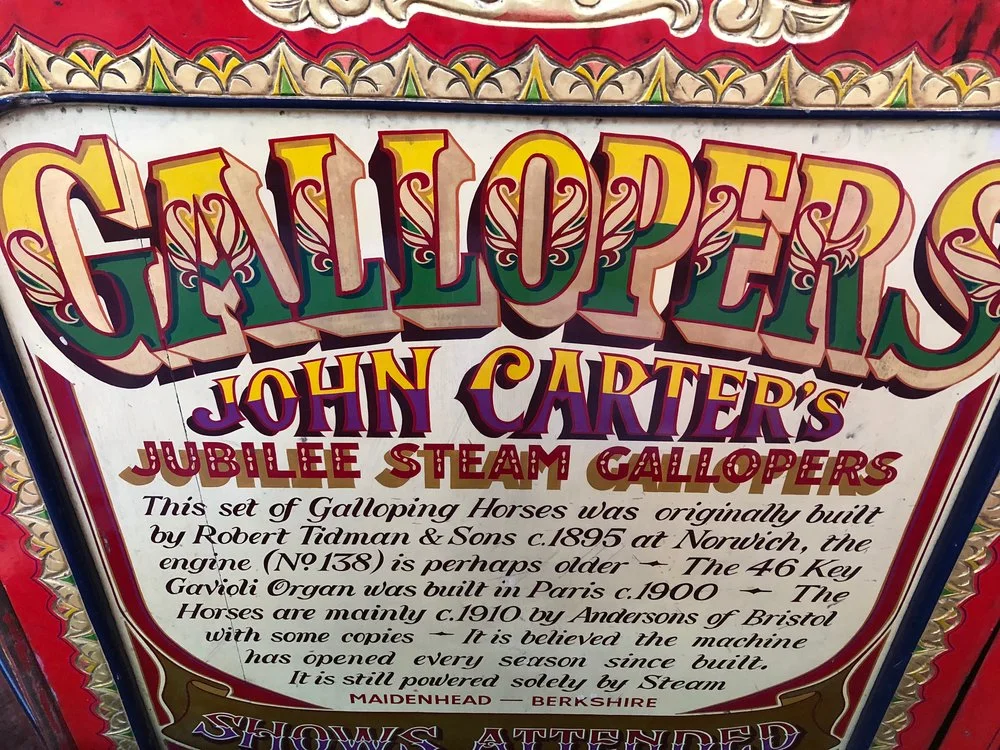 GALLOPERS
JOHN CARTER'S
JUBILEE STEAM GALLOPERS
This set of Galloping Horses was originally built
by Robert Tidman & Sons c.1895 at Norwich, the
engine (No 138) is perhaps older - The 46 Key
Gavioli Organ was built in Paris c.1900 - The
Horses are mainly c.1910 by Andersons of Bristol
with some copies - It is believed the machine
has opened every season since built.
It is still powered solely by Steam
MAIDENHEAD — BERKSHIRE
SHOWS ATTENDED